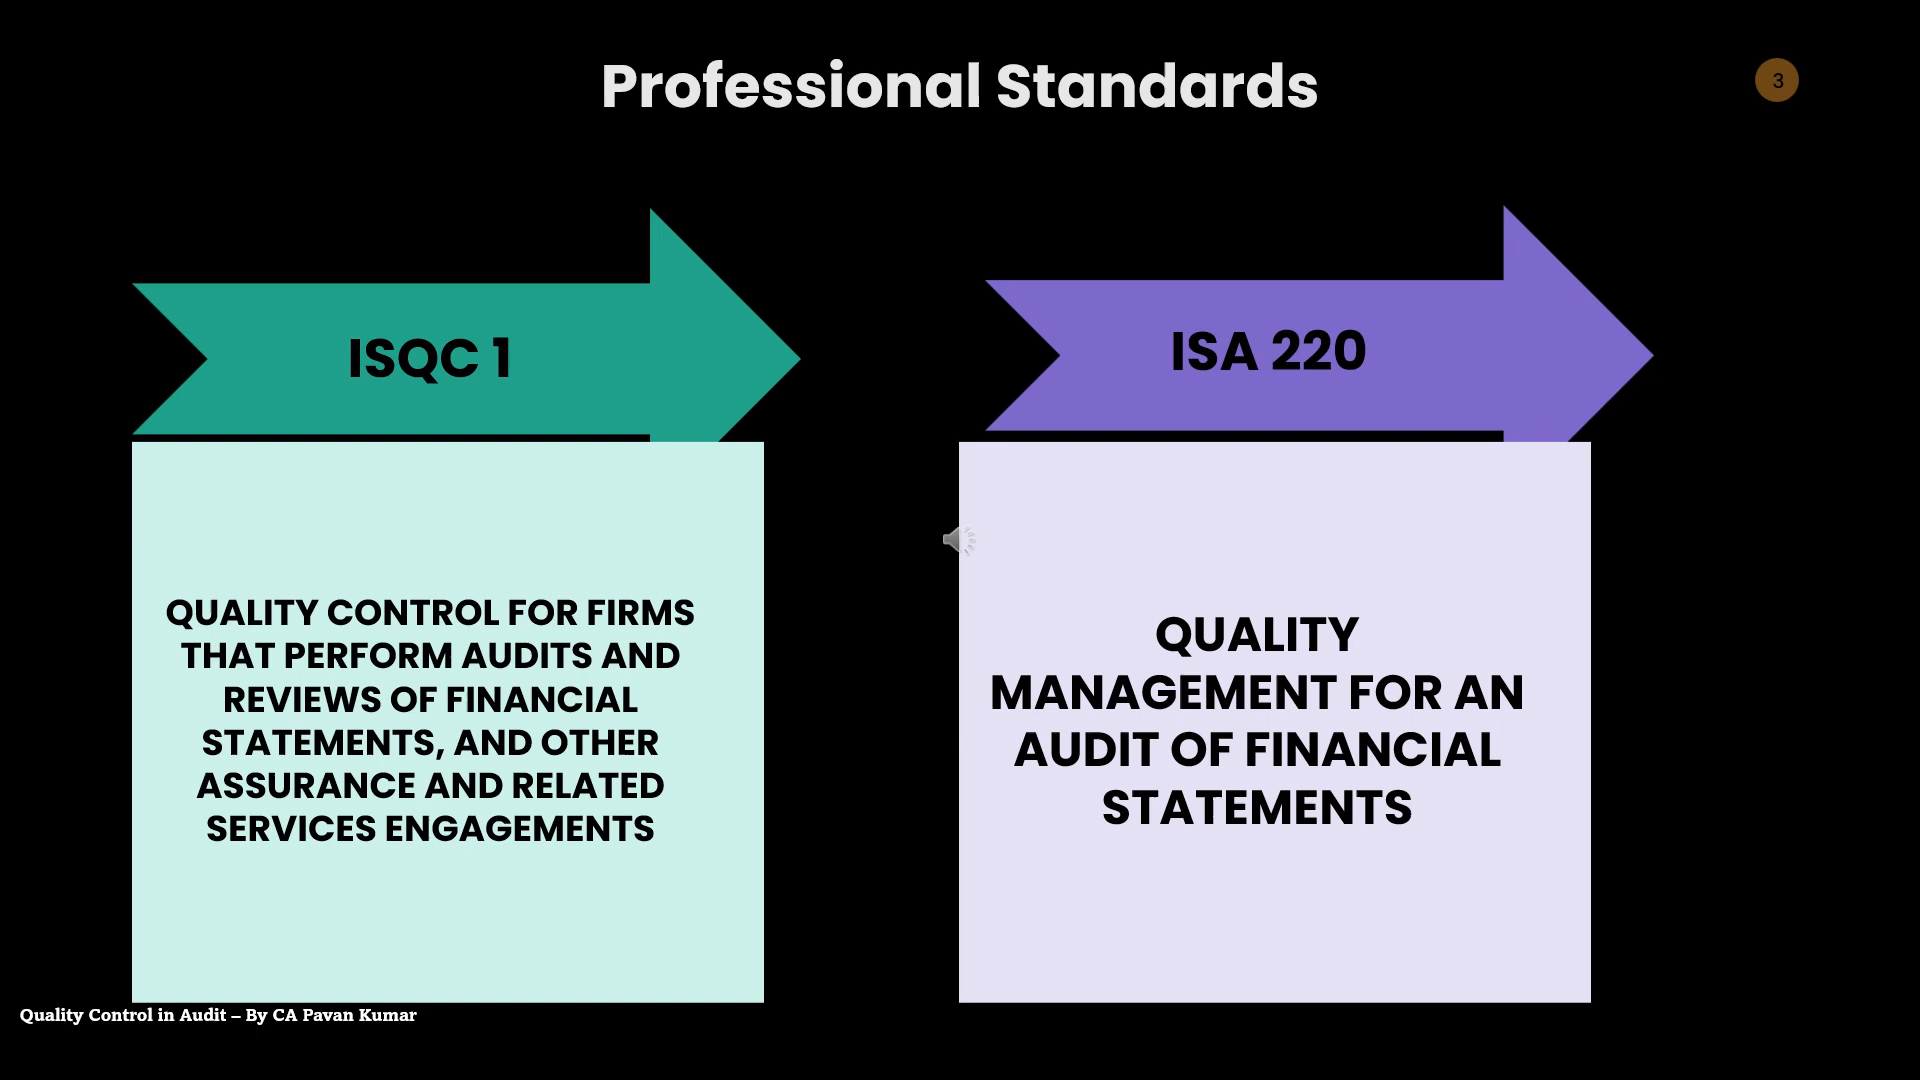 Professional Standards
3
ISQC 1
QUALITY CONTROL FOR FIRMS
THAT PERFORM AUDITS AND
REVIEWS OF FINANCIAL
STATEMENTS, AND OTHER
ASSURANCE AND RELATED
SERVICES ENGAGEMENTS
ISA 220
QUALITY
MANAGEMENT FOR AN
AUDIT OF FINANCIAL
STATEMENTS
Quality Control in Audit – By CA Pavan Kumar